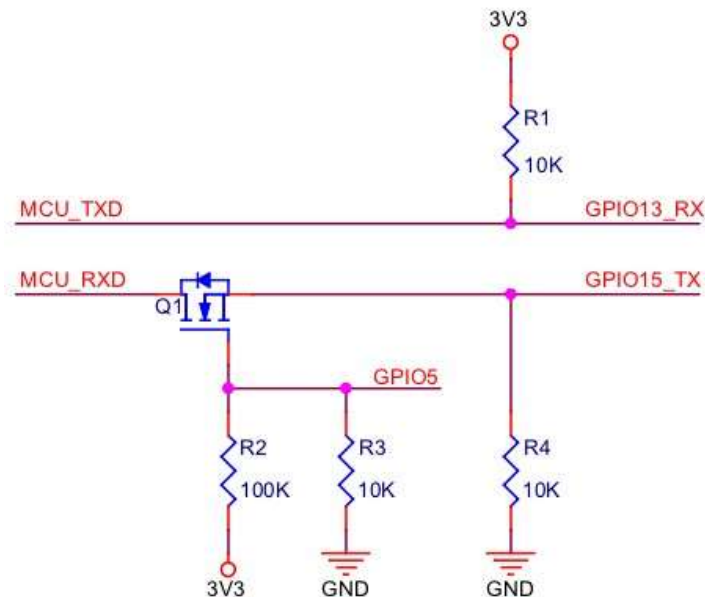 3V3
R1
10K
MCU_TXD
GPIO13_RX
MCU_RXD
GPIO15_TX
Q1
GPIO5
R2
R3
R4
100K
10K
10K
3V3
GND
GND